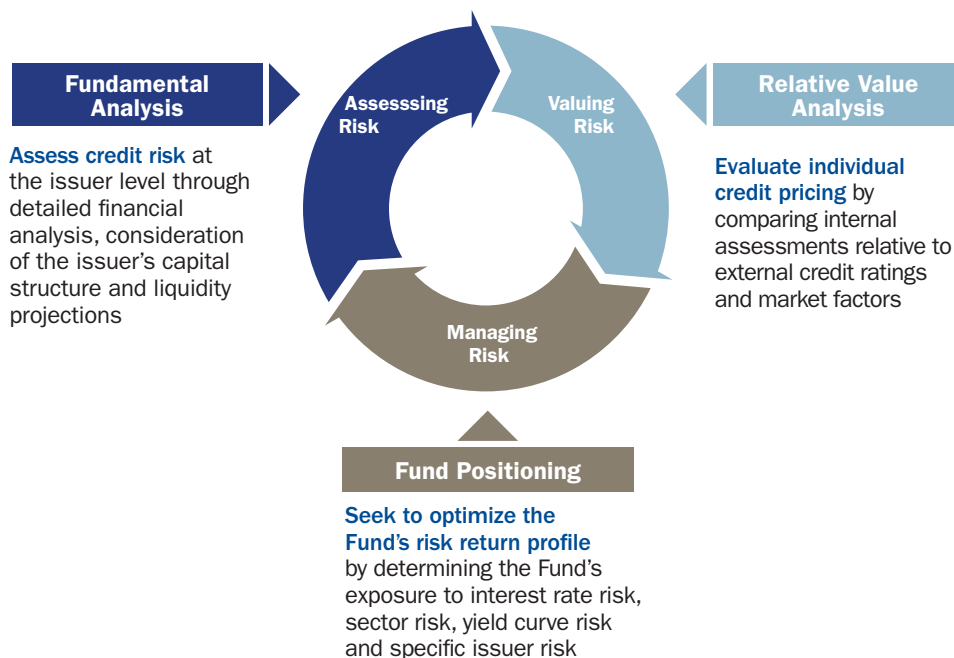 Fundamental
Analysis
Assess credit risk at
the issuer level through
detailed financial
analysis, consideration
of the issuer’s capital
structure and liquidity
projections
Assesssing
Risk
Valuing
Risk
Managing
Risk
Relative Value
Analysis
Evaluate individual
credit pricing by
comparing internal
assessments relative to
external credit ratings
and market factors
Fund Positioning
Seek to optimize the
Fund’s risk return profile
by determining the Fund’s
exposure to interest rate risk,
sector risk, yield curve risk
and specific issuer risk